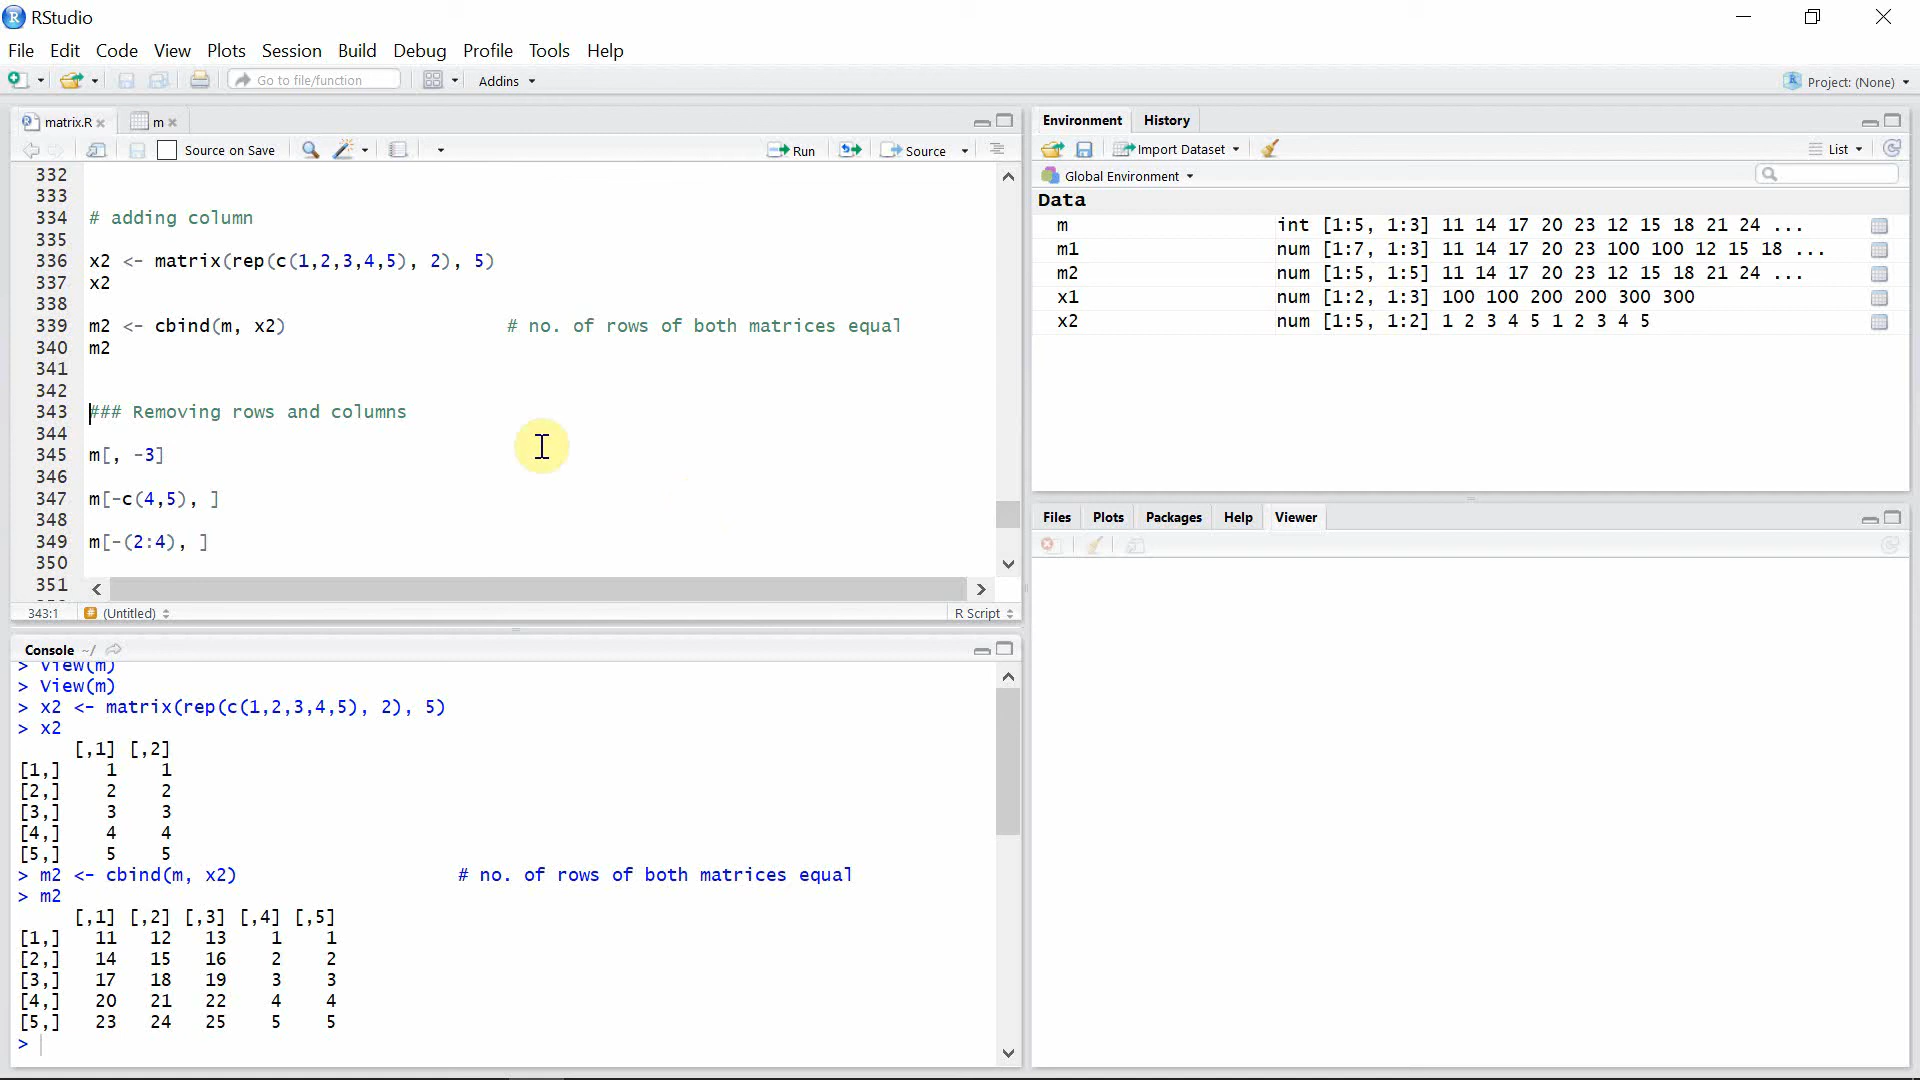 RStudio
File Edit Code View Plots Session Build Debug Profile Tools Help
Go to file/function Addins Project: (None)
matrix.R m
Source on Save Run Source
332
333
334 # adding column
335
336 x2 <- matrix(rep(c(1,2,3,4,5), 2), 5)
337 x2
338
339 m2 <- cbind(m, x2) # no. of rows of both matrices equal
340 m2
341
342
343 ### Removing rows and columns
344
345 m[, -3]
346
347 m[-c(4,5), ]
348
349 m[-(2:4), ]
350
351
343:1 (Untitled) R Script
Console ~/
> View(m)
> View(m)
> x2 <- matrix(rep(c(1,2,3,4,5), 2), 5)
> x2
[,1] [,2]
[1,] 1 1
[2,] 2 2
[3,] 3 3
[4,] 4 4
[5,] 5 5
> m2 <- cbind(m, x2) # no. of rows of both matrices equal
> m2
[,1] [,2] [,3] [,4] [,5]
[1,] 11 12 13 1 1
[2,] 14 15 16 2 2
[3,] 17 18 19 3 3
[4,] 20 21 22 4 4
[5,] 23 24 25 5 5
>
Environment History
Import Dataset List
Global Environment
Data
m int [1:5, 1:3] 11 14 17 20 23 12 15 18 21 24 ...
m1 num [1:7, 1:3] 11 14 17 20 23 100 100 12 15 18 ...
m2 num [1:5, 1:5] 11 14 17 20 23 12 15 18 21 24 ...
x1 num [1:2, 1:3] 100 100 200 200 300 300
x2 num [1:5, 1:2] 1 2 3 4 5 1 2 3 4 5
Files Plots Packages Help Viewer